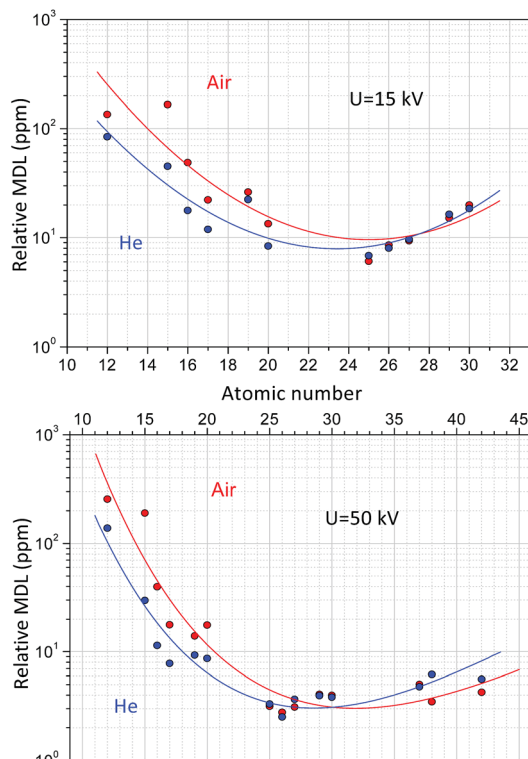 10³
Air
U=15 kV
10²
Relative MDL (ppm)
He
10¹
10⁰
10 12 14 16 18 20 22 24 26 28 30 32
Atomic number
10 15 20 25 30 35 40 45
10³
Air
U=50 kV
10²
Relative MDL (ppm)
10¹
He
10⁰